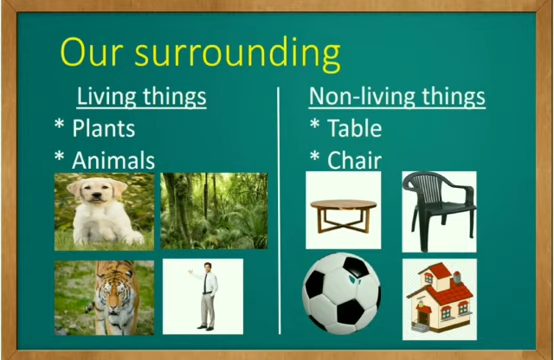 Our surrounding
Living things
* Plants
* Animals
Non-living things
* Table
* Chair